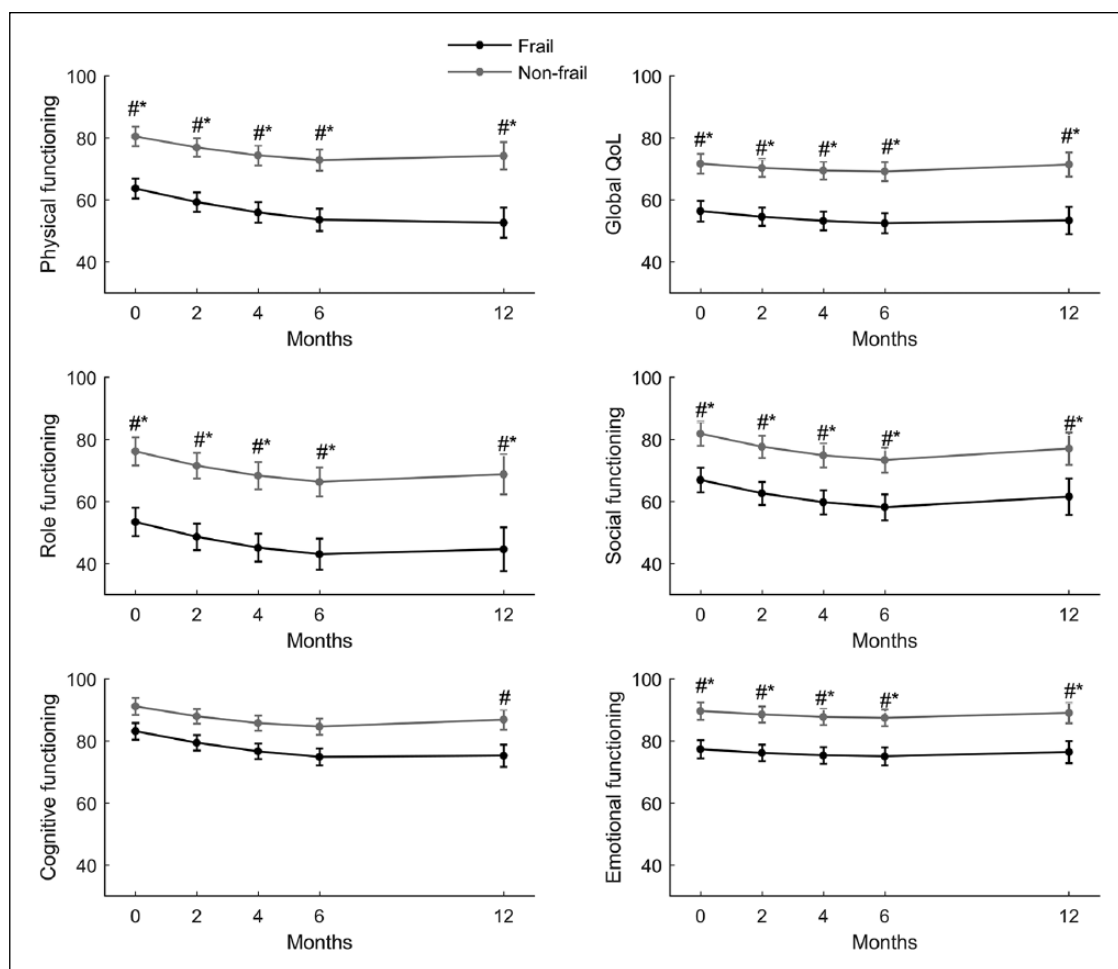 Frail
Non-frail
Physical functioning
100
80
60
40
#* #* #* #* #*
0 2 4 6 12
Months
Global QoL
100
80
60
40
#* #* #* #* #*
0 2 4 6 12
Months
Role functioning
100
80
60
40
#* #* #* #* #*
0 2 4 6 12
Months
Social functioning
100
80
60
40
#* #* #* #* #*
0 2 4 6 12
Months
Cognitive functioning
100
80
60
40
#
0 2 4 6 12
Months
Emotional functioning
100
80
60
40
#* #* #* #* #*
0 2 4 6 12
Months